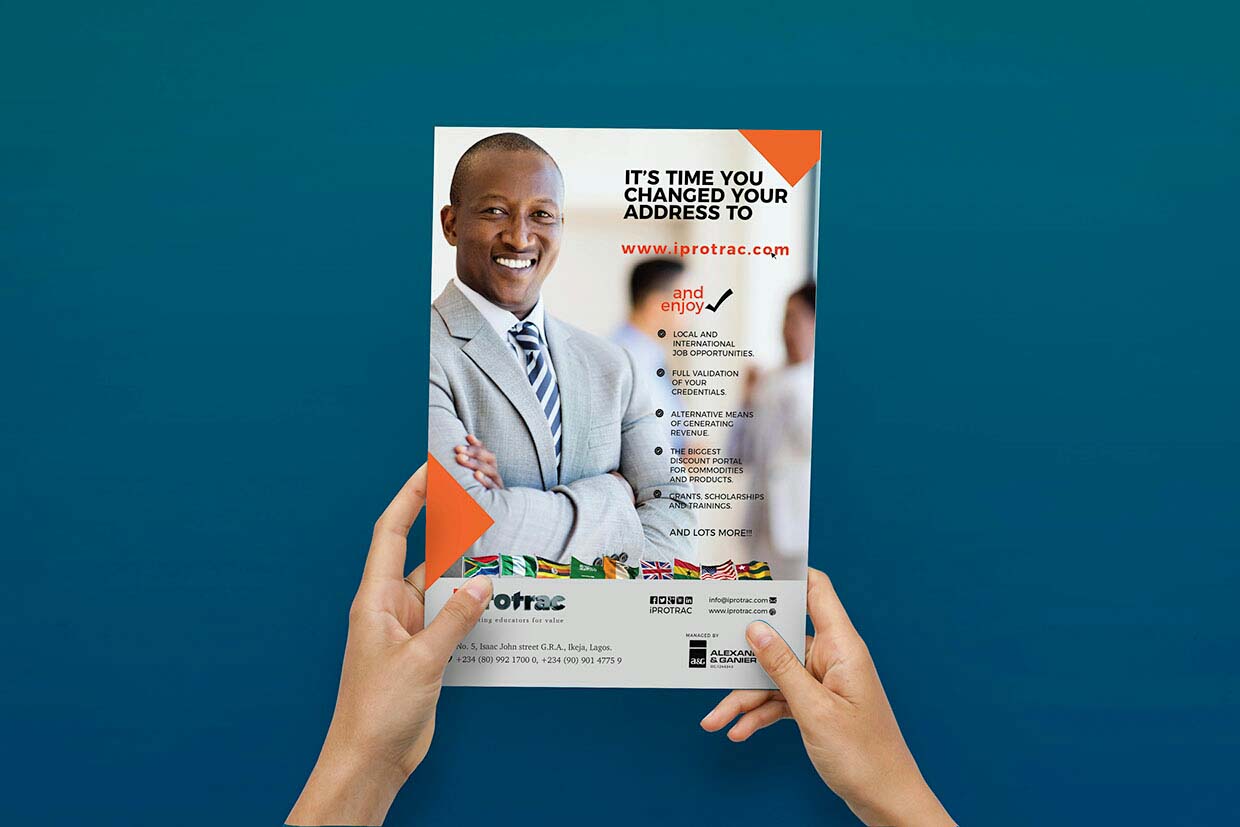 IT'S TIME YOU
CHANGED YOUR
ADDRESS TO
www.iprotrac.com
and
enjoy
LOCAL AND
INTERNATIONAL
JOB OPPORTUNITIES.
FULL VALIDATION
OF YOUR
CREDENTIALS.
ALTERNATIVE MEANS
OF GENERATING
REVENUE.
THE BIGGEST
DISCOUNT PORTAL
FOR COMMODITIES
AND PRODUCTS.
GRANTS, SCHOLARSHIPS
AND TRAININGS.
AND LOTS MORE!!!
rotrac
ting educators for value
No. 5, Isaac John street G.R.A., Ikeja, Lagos.
+234 (80) 992 1700 0, +234 (90) 901 4775 9
iPROTRAC
info@iprotrac.com
www.iprotrac.com
MANAGED BY
a&G
ALEXAN
& GANIER